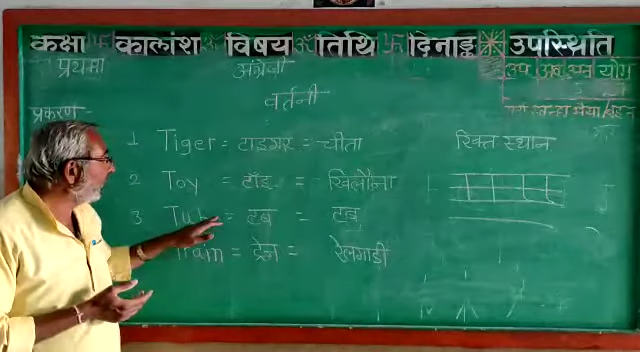 कक्षा कालांश ॐ विषय ॐ तिथि 卐 दिनाङ्क उपस्थिति
प्रथमा अंग्रेजी उप अनु योग
वर्तनी
प्रकरण
1 Tiger = टाइगर = चीता रिक्त स्थान
2 Toy = टॉइ = खिलौना
3 Tub = टब = टब
Train = ट्रेन = रेलगाडी